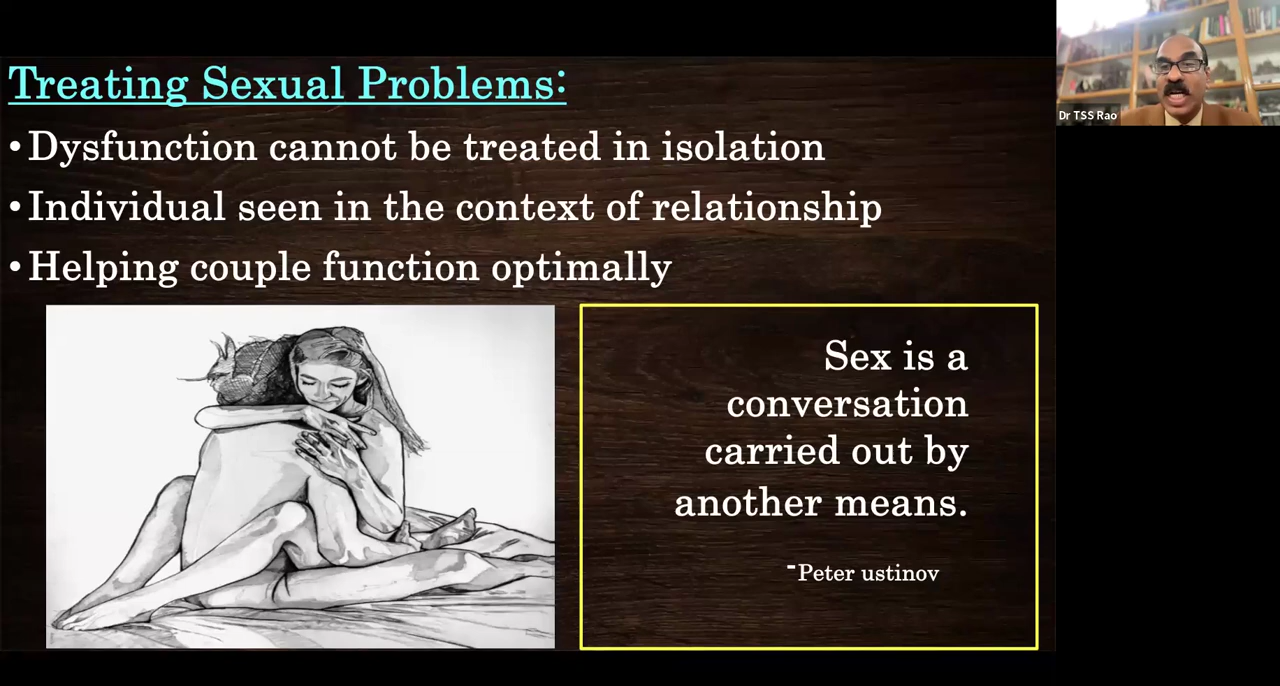 Treating Sexual Problems:
•Dysfunction cannot be treated in isolation
•Individual seen in the context of relationship
•Helping couple function optimally
Sex is a
conversation
carried out by
another means.
-Peter ustinov
Dr TSS Rao